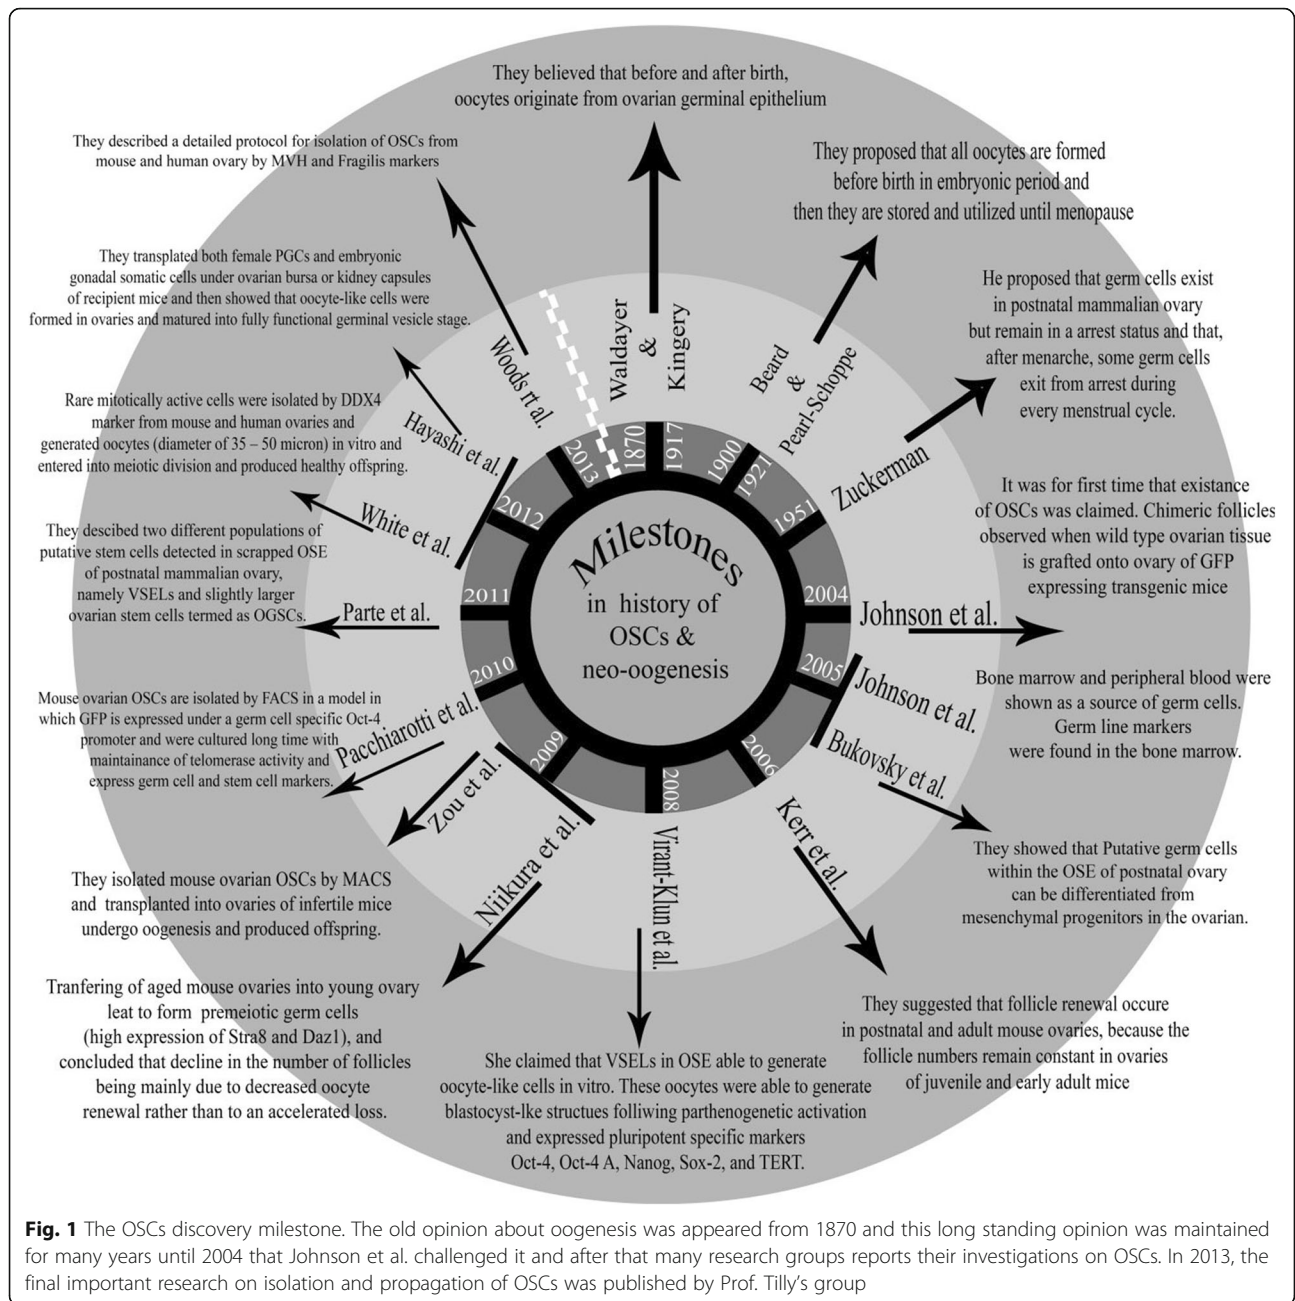 They believed that before and after birth,
oocytes originate from ovarian germinal epithelium
They proposed that all oocytes are formed
before birth in embryonic period and
then they are stored and utilized until menopause
He proposed that germ cells exist
in postnatal mammalian ovary
but remain in a arrest status and that,
after menarche, some germ cells
exit from arrest during
every menstrual cycle.
It was for first time that existance
of OSCs was claimed. Chimeric follicles
observed when wild type ovarian tissue
is grafted onto ovary of GFP
expressing transgenic mice
Bone marrow and peripheral blood were
shown as a source of germ cells.
Germ line markers
were found in the bone marrow.
They showed that Putative germ cells
within the OSE of postnatal ovary
can be differentiated from
mesenchymal progenitors in the ovarian.
They suggested that follicle renewal occure
in postnatal and adult mouse ovaries, because the
follicle numbers remain constant in ovaries
of juvenile and early adult mice
She claimed that VSELs in OSE able to generate
oocyte-like cells in vitro. These oocytes were able to generate
blastocyst-lke structues folliwing parthenogenetic activation
and expressed pluripotent specific markers
Oct-4, Oct-4 A, Nanog, Sox-2, and TERT.
Tranfering of aged mouse ovaries into young ovary
leat to form premeiotic germ cells
(high expression of Stra8 and Daz1), and
concluded that decline in the number of follicles
being mainly due to decreased oocyte
renewal rather than to an accelerated loss.
They isolated mouse ovarian OSCs by MACS
and transplanted into ovaries of infertile mice
undergo oogenesis and produced offspring.
Mouse ovarian OSCs are isolated by FACS in a model in
which GFP is expressed under a germ cell specific Oct-4
promoter and were cultured long time with
maintainance of telomerase activity and
express germ cell and stem cell markers.
They descibed two different populations of
putative stem cells detected in scrapped OSE
of postnatal mammalian ovary,
namely VSELs and slightly larger
ovarian stem cells termed as OGSCs.
Rare mitotically active cells were isolated by DDX4
marker from mouse and human ovaries and
generated oocytes (diameter of 35 – 50 micron) in vitro and
entered into meiotic division and produced healthy offspring.
They transplated both female PGCs and embryonic
gonadal somatic cells under ovarian bursa or kidney capsules
of recipient mice and then showed that oocyte-like cells were
formed in ovaries and matured into fully functional germinal vesicle stage.
They described a detailed protocol for isolation of OSCs from
mouse and human ovary by MVH and Fragilis markers
Waldayer
&
Kingery
Beard
&
Pearl-Schoppe
Zuckerman
Johnson et al.
Johnson et al.
Bukovsky et al.
Kerr et al.
Virant-Klun et al.
Niikura et al.
Zou et al.
Pacchiarotti et al.
Parte et al.
White et al.
Hayashi et al.
Woods rt al.
1870
1917
1900
1921
1951
2004
2005
2006
2008
2009
2010
2011
2012
2013
Milestones
in history of
OSCs &
neo-oogenesis
Fig. 1 The OSCs discovery milestone. The old opinion about oogenesis was appeared from 1870 and this long standing opinion was maintained
for many years until 2004 that Johnson et al. challenged it and after that many research groups reports their investigations on OSCs. In 2013, the
final important research on isolation and propagation of OSCs was published by Prof. Tilly's group